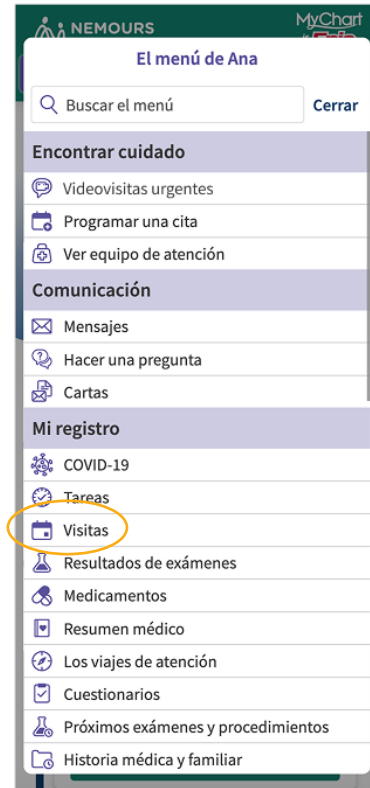 NEMOURS
MyChart
Epic
El menú de Ana
Buscar el menú
Cerrar
Encontrar cuidado
Videovisitas urgentes
Programar una cita
Ver equipo de atención
Comunicación
Mensajes
Hacer una pregunta
Cartas
Mi registro
COVID-19
Tareas
Visitas
Resultados de exámenes
Medicamentos
Resumen médico
Los viajes de atención
Cuestionarios
Próximos exámenes y procedimientos
Historia médica y familiar